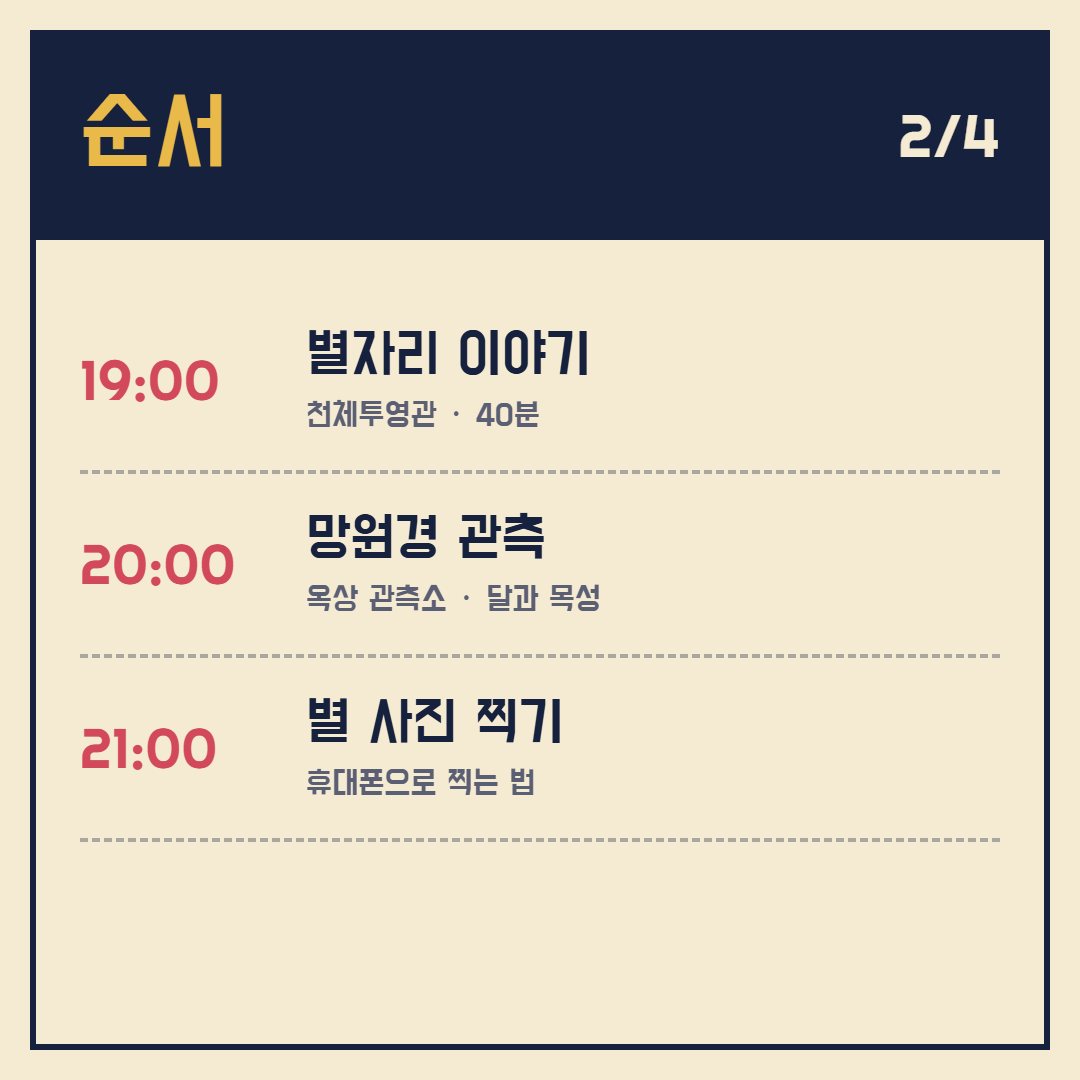 순서
2/4
19:00
별자리 이야기
천체투영관 · 40분
20:00
망원경 관측
옥상 관측소 · 달과 목성
21:00
별 사진 찍기
휴대폰으로 찍는 법